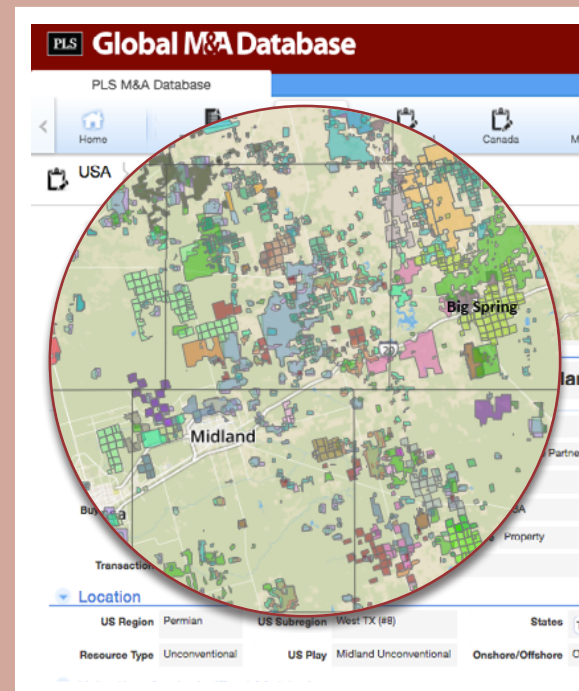 PLS Global M&A Database
PLS M&A Database
Home
Canada
USA
Big Spring
20
Midland
Partne
Property
Transaction
Location
US Region Permian US Subregion West TX (#8) States
Resource Type Unconventional US Play Midland Unconventional Onshore/Offshore